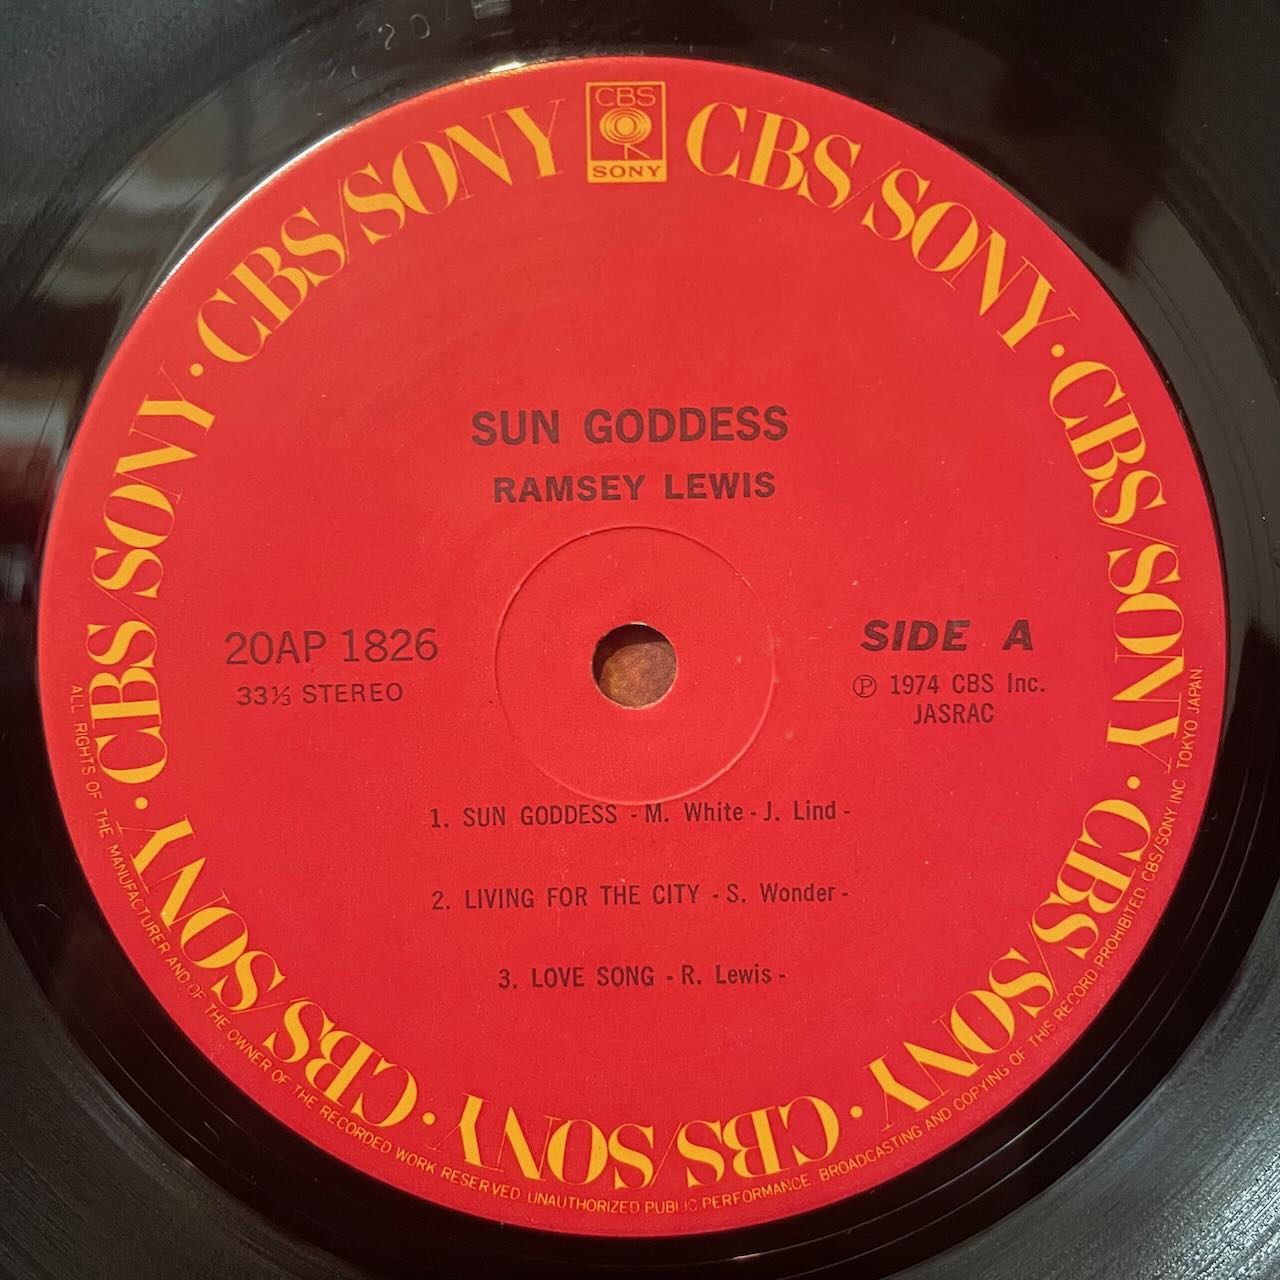 CBS
SONY
CBS/SONY · CBS/SONY · CBS/SONY · CBS/SONY · CBS/SONY · CBS/SONY · CBS/SONY · CBS/SONY
SUN GODDESS
RAMSEY LEWIS
20AP 1826
33⅓ STEREO
SIDE A
Ⓟ 1974 CBS Inc.
JASRAC
1. SUN GODDESS - M. White - J. Lind -
2. LIVING FOR THE CITY - S. Wonder -
3. LOVE SONG - R. Lewis -
ALL RIGHTS OF THE MANUFACTURER AND OF THE OWNER OF THE RECORDED WORK RESERVED UNAUTHORIZED PUBLIC PERFORMANCE. BROADCASTING AND COPYING OF THIS RECORD PROHIBITED. CBS/SONY INC TOKYO JAPAN.